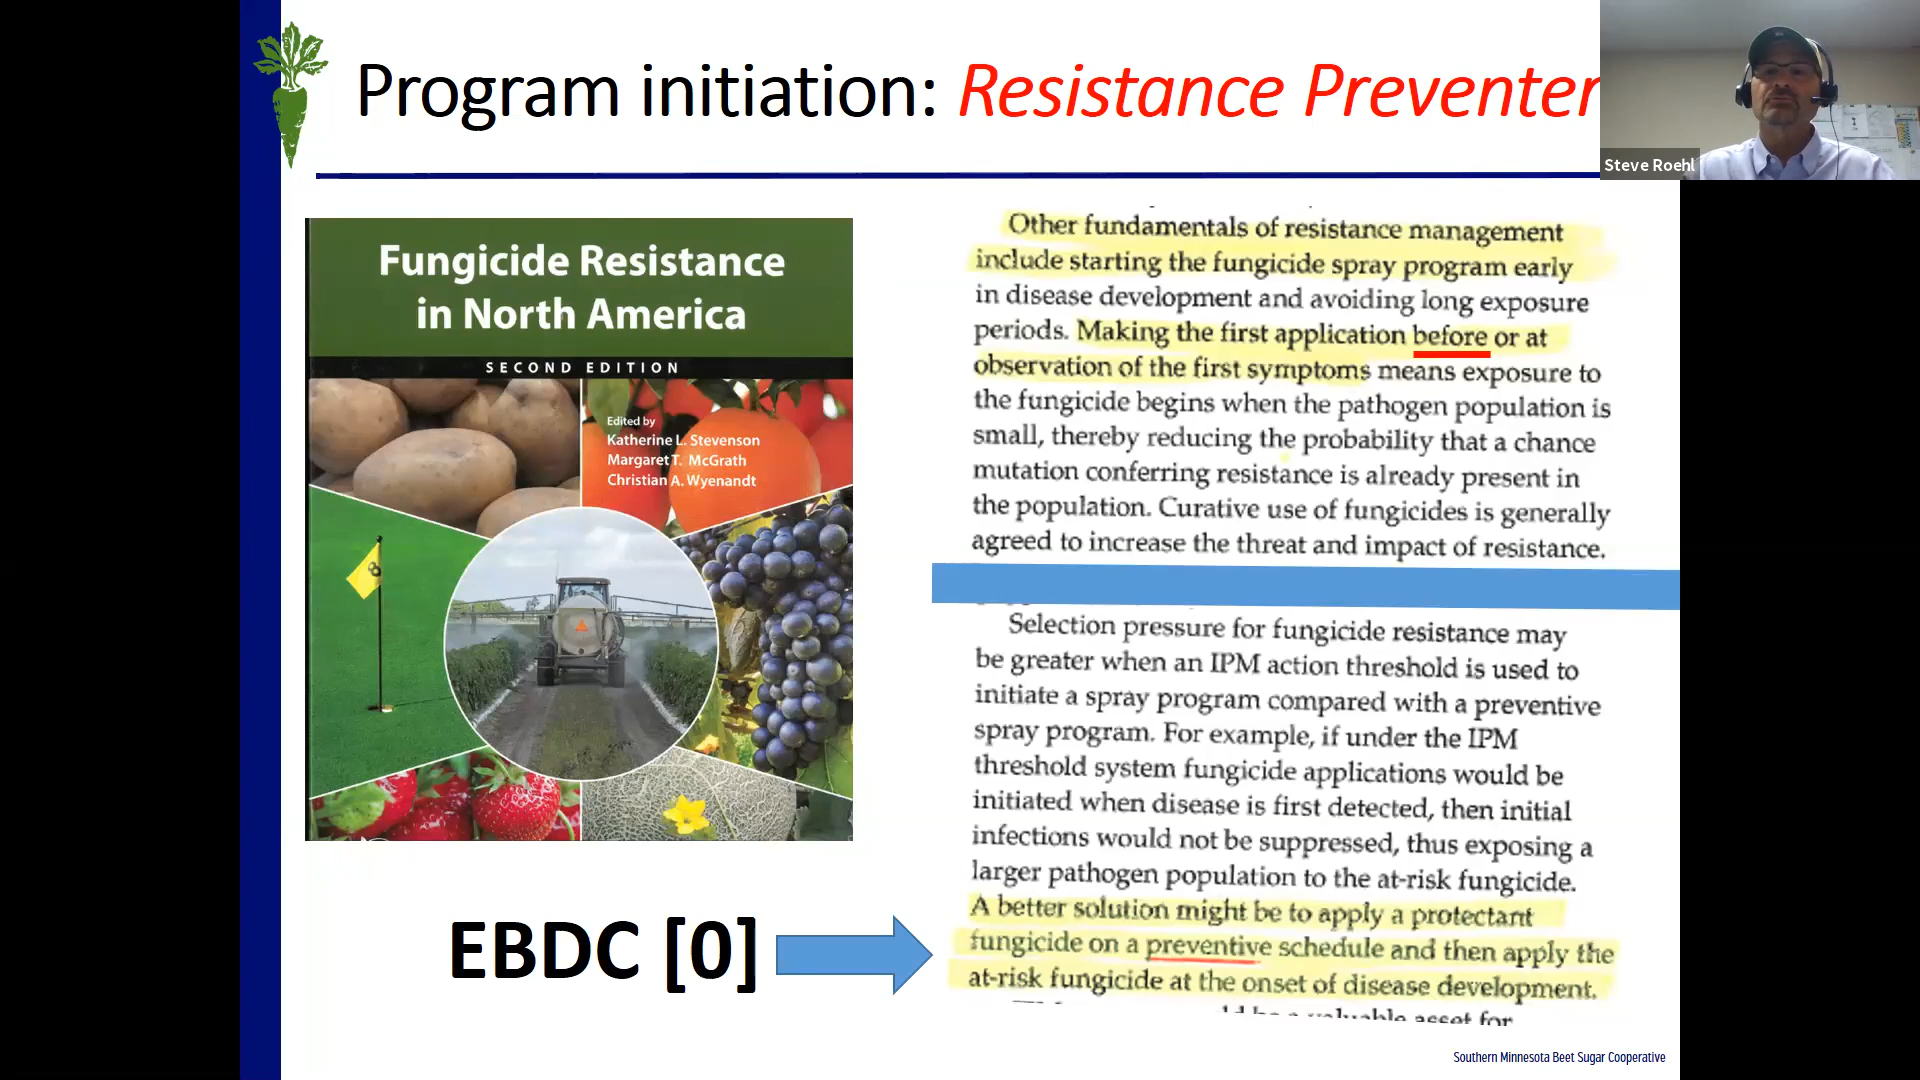 Program initiation: Resistance Preventer
Steve Roehl
Fungicide Resistance
in North America
SECOND EDITION
Edited by
Katherine L. Stevenson
Margaret T. McGrath
Christian A. Wyenandt
8
Other fundamentals of resistance management
include starting the fungicide spray program early
in disease development and avoiding long exposure
periods. Making the first application before or at
observation of the first symptoms means exposure to
the fungicide begins when the pathogen population is
small, thereby reducing the probability that a chance
mutation conferring resistance is already present in
the population. Curative use of fungicides is generally
agreed to increase the threat and impact of resistance.
Selection pressure for fungicide resistance may
be greater when an IPM action threshold is used to
initiate a spray program compared with a preventive
spray program. For example, if under the IPM
threshold system fungicide applications would be
initiated when disease is first detected, then initial
infections would not be suppressed, thus exposing a
larger pathogen population to the at-risk fungicide.
A better solution might be to apply a protectant
fungicide on a preventive schedule and then apply the
at-risk fungicide at the onset of disease development.
EBDC [0]
Southern Minnesota Beet Sugar Cooperative